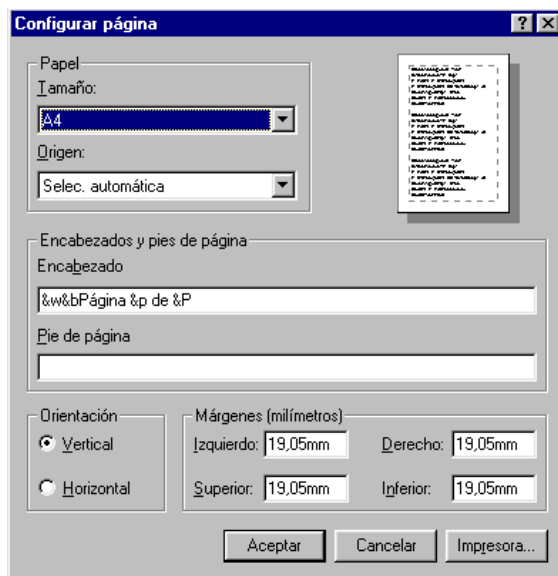 Configurar página
Papel
Tamaño:
A4
Origen:
Selec. automática
Encabezados y pies de página
Encabezado
&w&bPágina &p de &P
Pie de página
Orientación
Vertical
Horizontal
Márgenes (milímetros)
Izquierdo: 19,05mm Derecho: 19,05mm
Superior: 19,05mm Inferior: 19,05mm
Aceptar Cancelar Impresora...